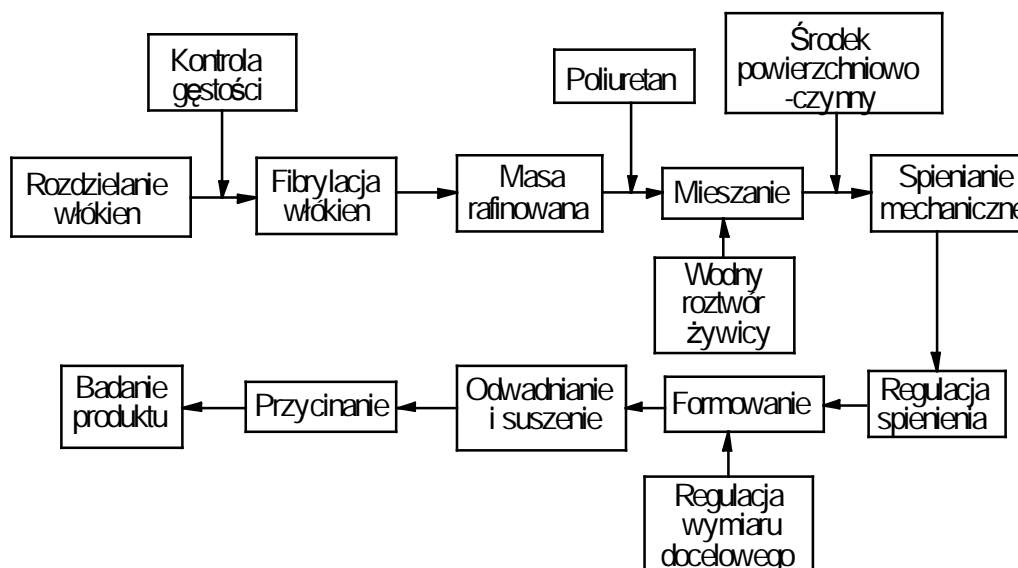 Kontrola
gęstości
Poliuretan
Środek
powierzchniowo
-czynny
Rozdzielanie
włókien
Fibrylacja
włókien
Masa
rafinowana
Mieszanie
Spienianie
mechaniczne
Wodny
roztwór
żywicy
Badanie
produktu
Przycinanie
Odwadnianie
i suszenie
Formowanie
Regulacja
spienienia
Regulacja
wymiaru
docelowego